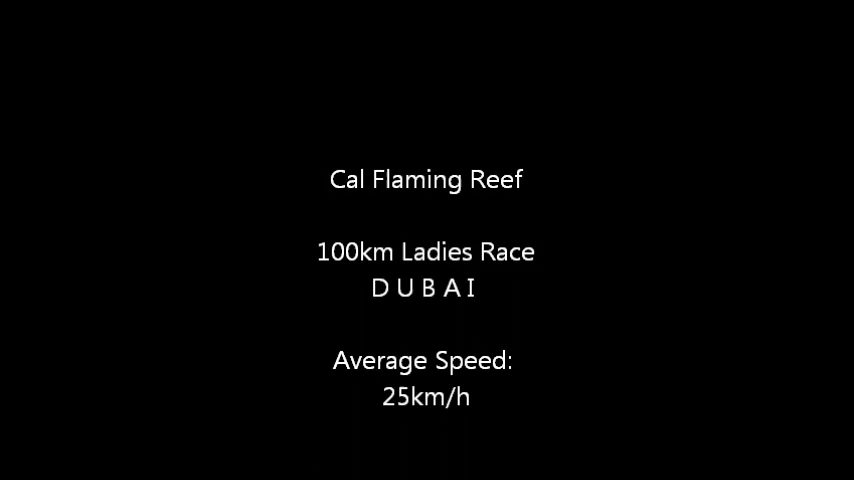 Cal Flaming Reef
100km Ladies Race
D U B A I
Average Speed:
25km/h